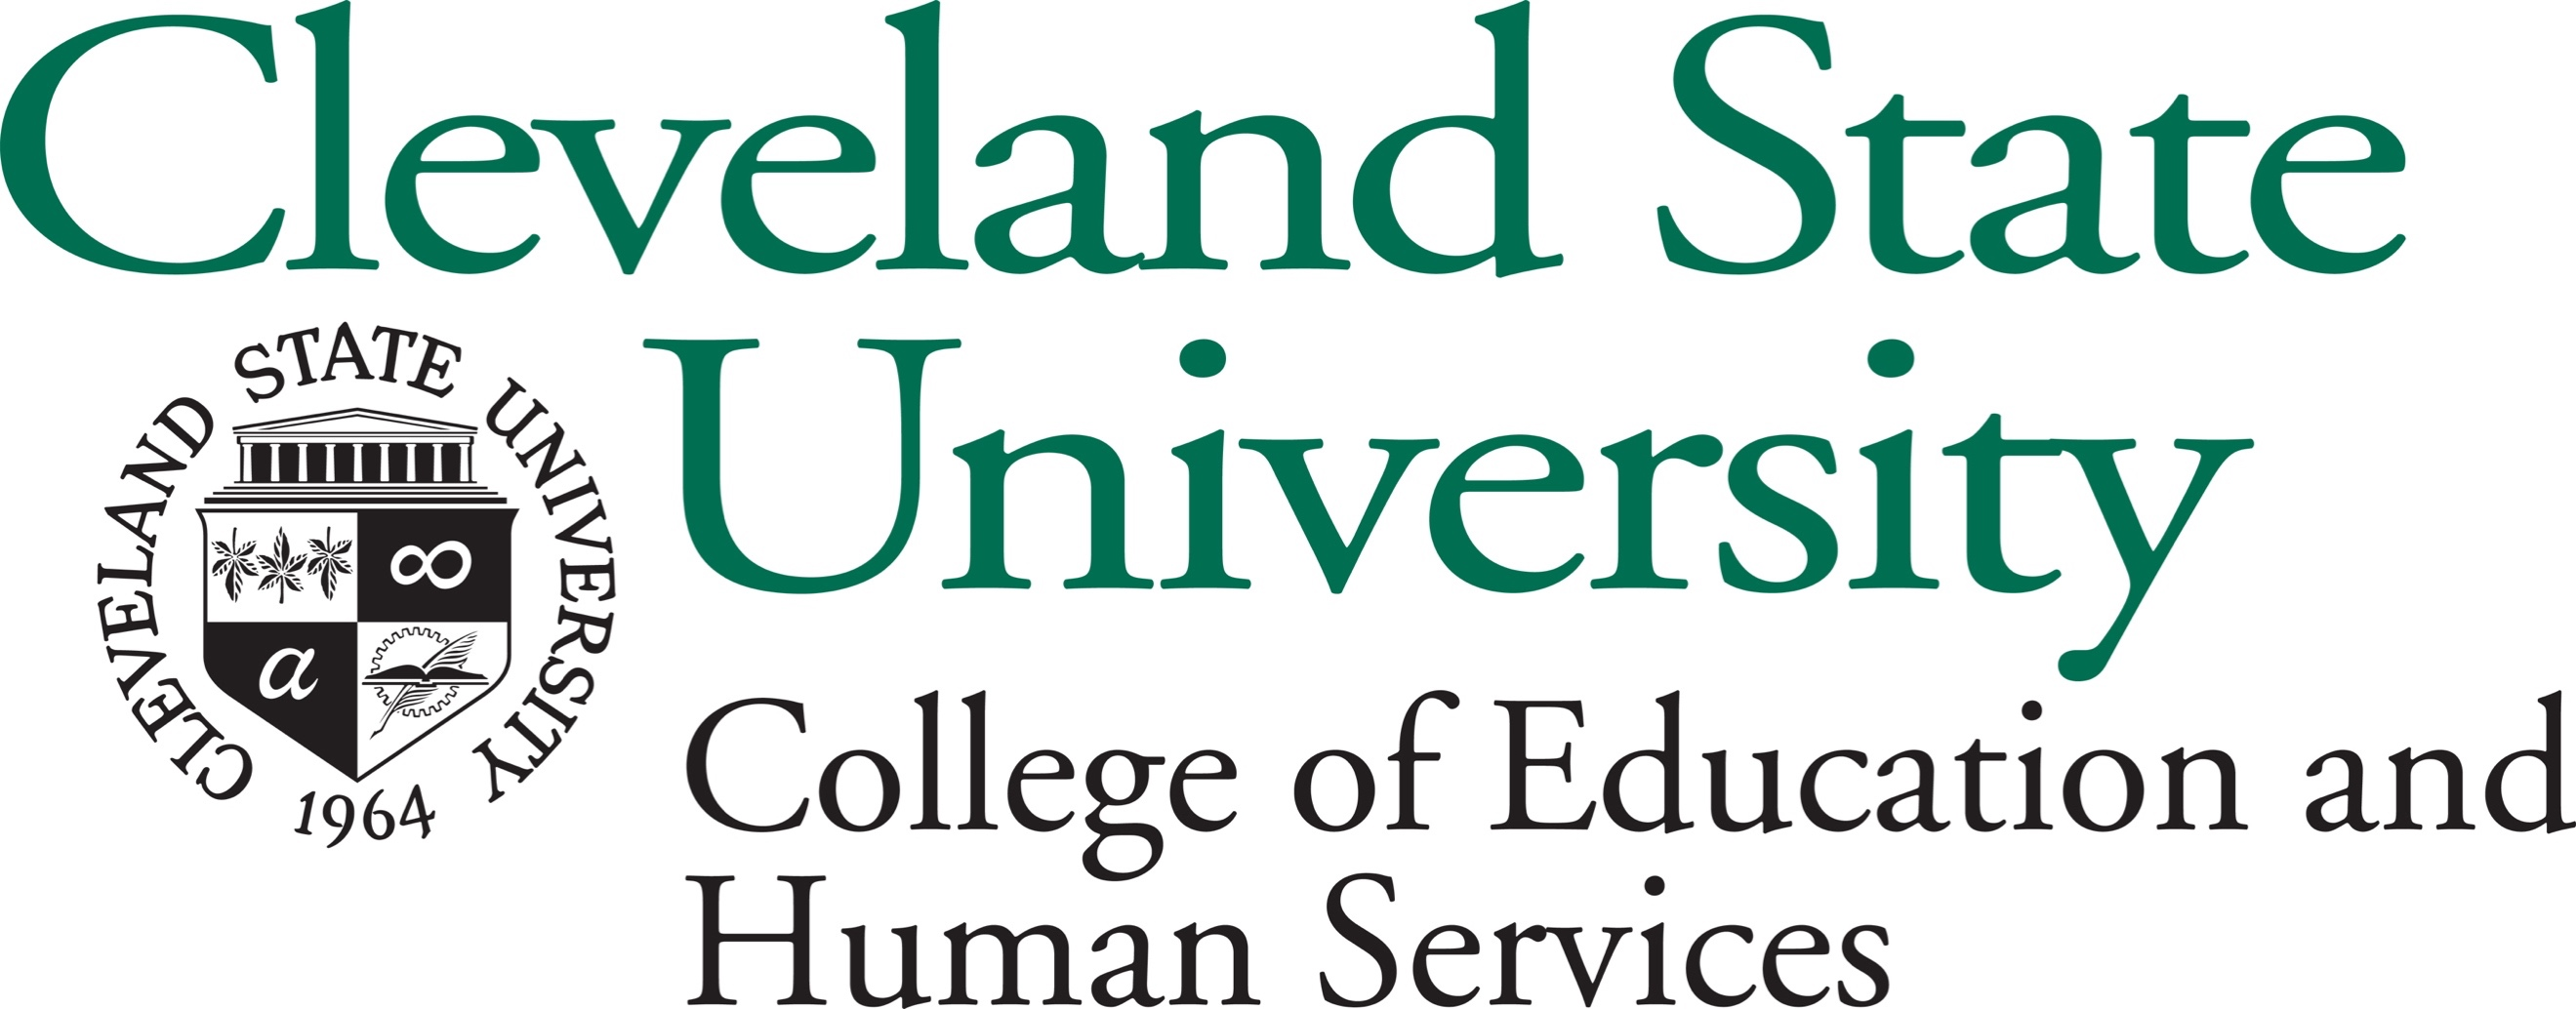 Cleveland State
University
CLEVELAND STATE UNIVERSITY
1964
∞
a
College of Education and
Human Services